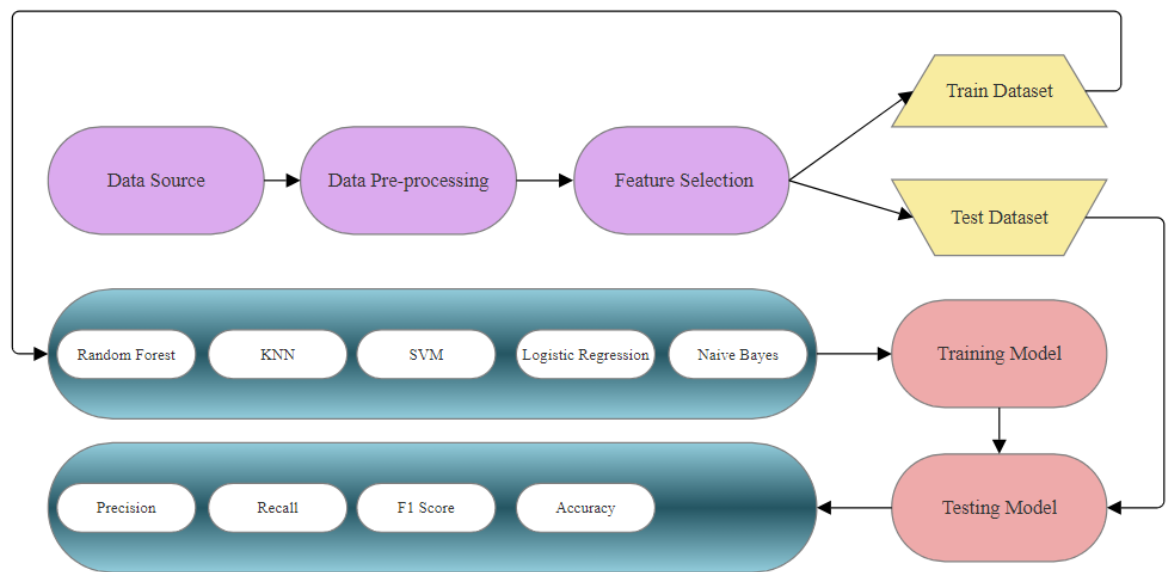 Train Dataset
Data Source
Data Pre-processing
Feature Selection
Test Dataset
Random Forest
KNN
SVM
Logistic Regression
Naive Bayes
Training Model
Precision
Recall
F1 Score
Accuracy
Testing Model